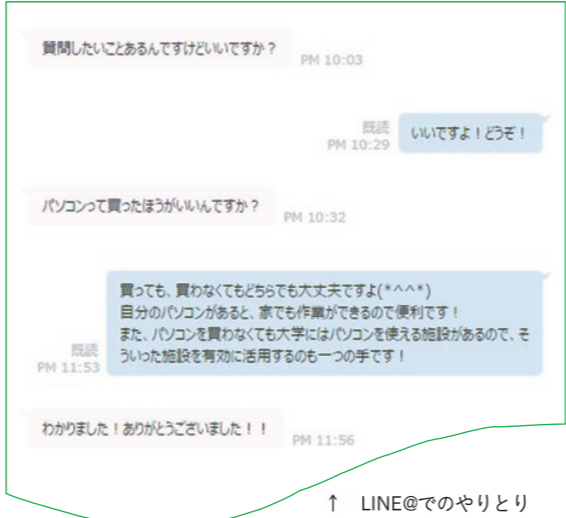 質問したいことあるんですけどいいですか？
PM 10:03
既読
PM 10:29
いいですよ！どうぞ！
パソコンって買ったほうがいいんですか？
PM 10:32
買っても、買わなくてもどちらでも大丈夫ですよ(*^^*)
自分のパソコンがあると、家でも作業ができるので便利です！
また、パソコンを買わなくても大学にはパソコンを使える施設があるので、そ
ういった施設を有効に活用するのも一つの手です！
既読
PM 11:53
わかりました！ありがとうございました！！
PM 11:56
↑ LINE@でのやりとり